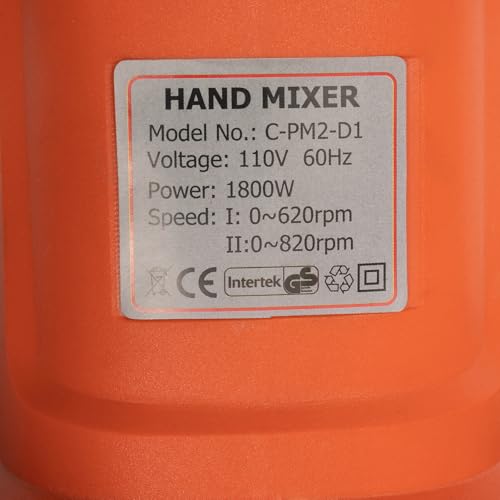 HAND MIXER
Model No.: C-PM2-D1
Voltage: 110V  60Hz
Power: 1800W
Speed: I: 0~620rpm
II:0~820rpm
CE Intertek GS